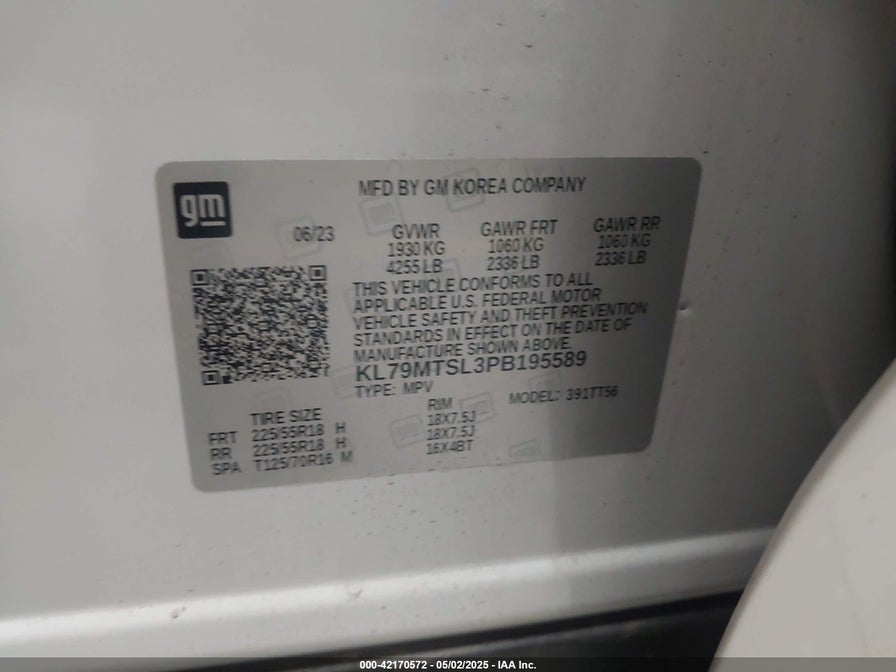 gm
MFD BY GM KOREA COMPANY
06/23
GVWR GAWR FRT GAWR RR
1930 KG 1060 KG 1060 KG
4255 LB 2336 LB 2336 LB
THIS VEHICLE CONFORMS TO ALL
APPLICABLE U.S. FEDERAL MOTOR
VEHICLE SAFETY AND THEFT PREVENTION
STANDARDS IN EFFECT ON THE DATE OF
MANUFACTURE SHOWN ABOVE.
KL79MTSL3PB195589
TYPE: MPV MODEL: 391TT56
TIRE SIZE RIM
FRT 225/55R18 H 18X7.5J
RR 225/55R18 H 18X7.5J
SPA T125/70R16 M 16X4BT
000-42170572 - 05/02/2025 - IAA Inc.